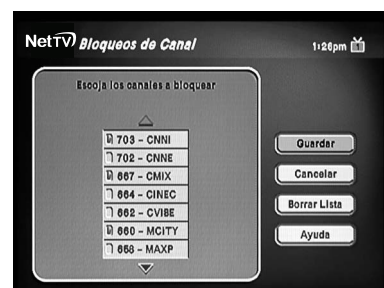 NetTV Bloqueos de Canal
1:26pm
Escoja los canales a bloquear
703 - CNNI
702 - CNNE
667 - CMIX
664 - CINEC
662 - CVIBE
660 - MCITY
658 - MAXP
Guardar
Cancelar
Borrar Lista
Ayuda